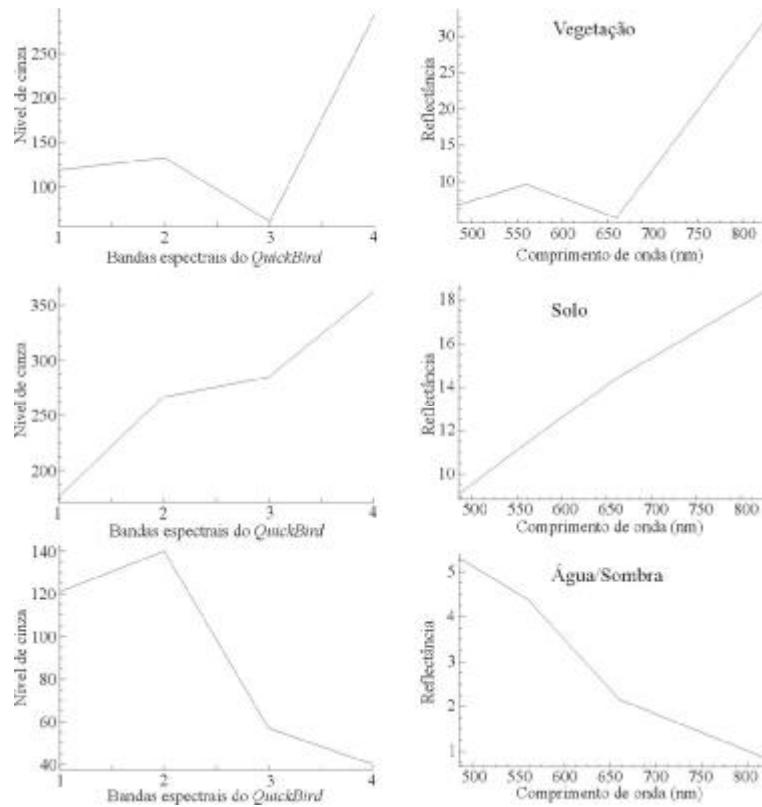 250
200
150
100
Nivel de cinza
1 2 3 4
Bandas espectrais do QuickBird
Vegetação
30
25
20
15
10
Reflectância
500 550 600 650 700 750 800
Comprimento de onda (nm)
350
300
250
200
Nivel de cinza
1 2 3 4
Bandas espectrais do QuickBird
Solo
18
16
14
12
10
Reflectância
500 550 600 650 700 750 800
Comprimento de onda (nm)
140
120
100
80
60
40
Nivel de cinza
1 2 3 4
Bandas espectrais do QuickBird
Água/Sombra
5
4
3
2
1
Reflectância
500 550 600 650 700 750 800
Comprimento de onda (nm)